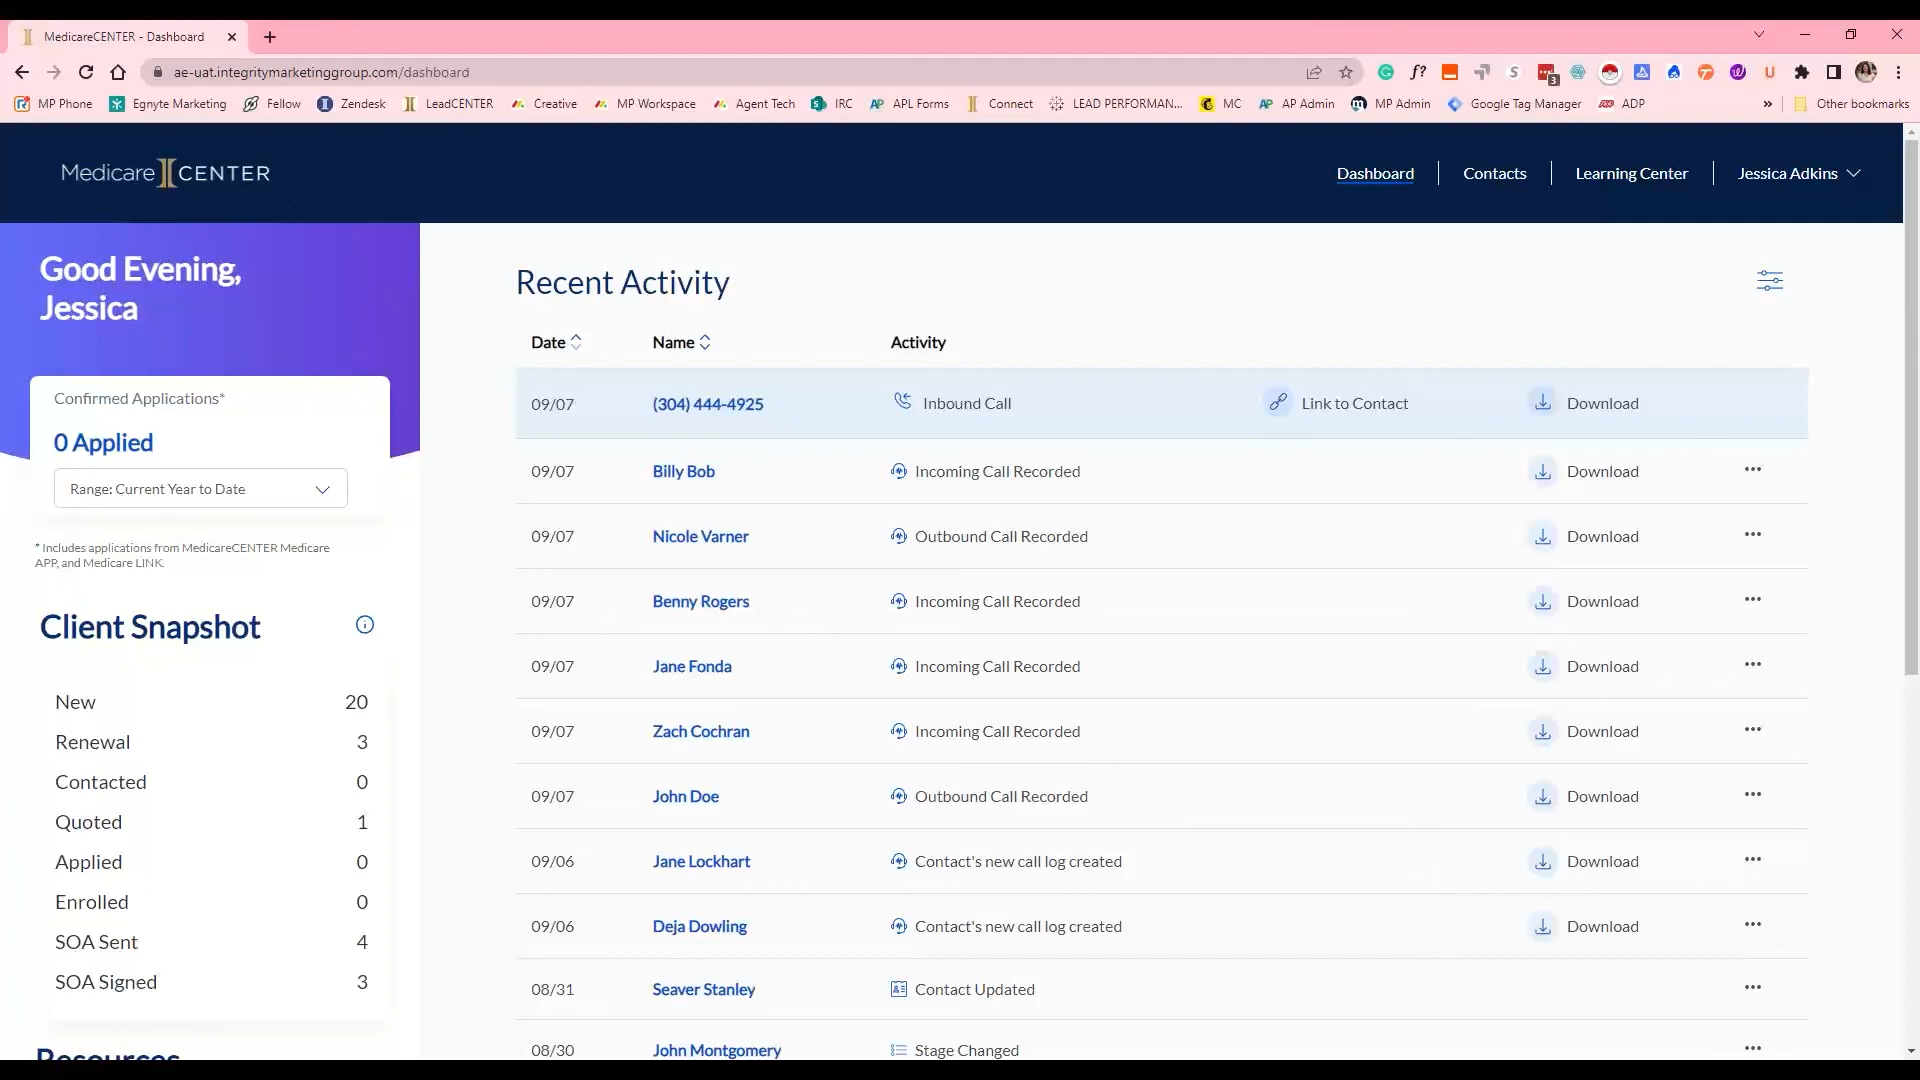 MedicareCENTER - Dashboard
ae-uat.integritymarketinggroup.com/dashboard
MP Phone Egnyte Marketing Fellow Zendesk LeadCENTER Creative MP Workspace Agent Tech IRC APL Forms Connect LEAD PERFORMAN... MC AP Admin MP Admin Google Tag Manager ADP » Other bookmarks
Medicare CENTER
Dashboard Contacts Learning Center Jessica Adkins
Good Evening,
Jessica
Confirmed Applications*
0 Applied
Range: Current Year to Date
* Includes applications from MedicareCENTER Medicare
APP, and Medicare LINK.
Client Snapshot
New 20
Renewal 3
Contacted 0
Quoted 1
Applied 0
Enrolled 0
SOA Sent 4
SOA Signed 3
Resources
Recent Activity
Date Name Activity
09/07 (304) 444-4925 Inbound Call Link to Contact Download
09/07 Billy Bob Incoming Call Recorded Download
09/07 Nicole Varner Outbound Call Recorded Download
09/07 Benny Rogers Incoming Call Recorded Download
09/07 Jane Fonda Incoming Call Recorded Download
09/07 Zach Cochran Incoming Call Recorded Download
09/07 John Doe Outbound Call Recorded Download
09/06 Jane Lockhart Contact's new call log created Download
09/06 Deja Dowling Contact's new call log created Download
08/31 Seaver Stanley Contact Updated
08/30 John Montgomery Stage Changed